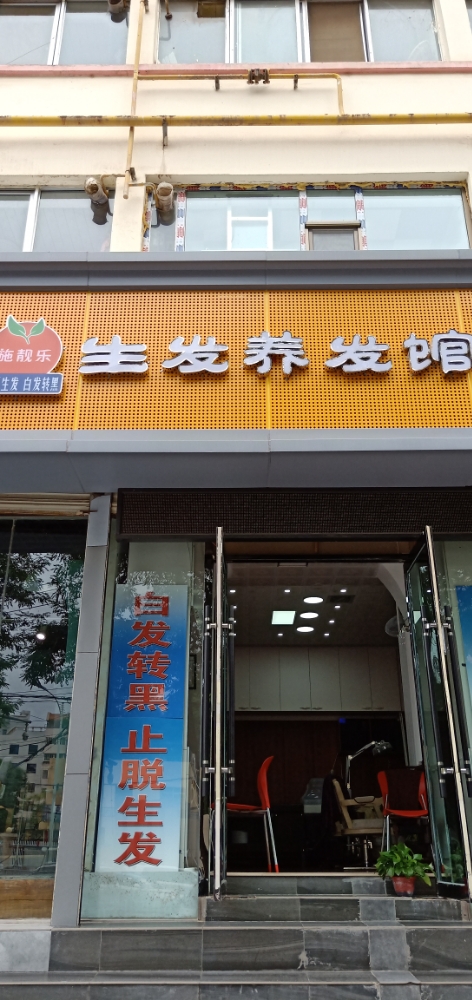 施靓乐
生发 白发转黑
生发养发馆
白发转黑 止脱生发